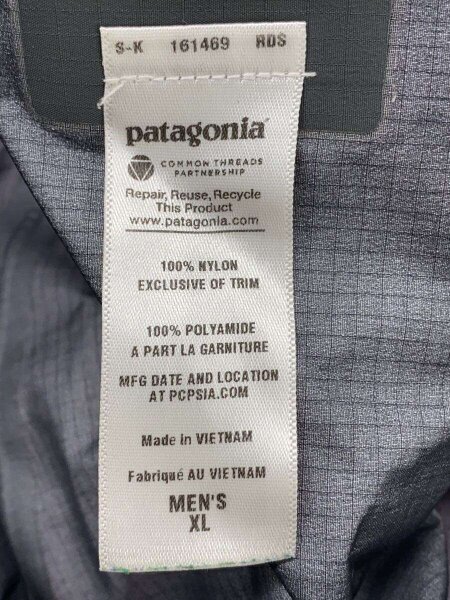 S-K 161469 RDS
patagonia
COMMON THREADS
PARTNERSHIP
Repair, Reuse, Recycle
This Product
www.patagonia.com
100% NYLON
EXCLUSIVE OF TRIM
100% POLYAMIDE
A PART LA GARNITURE
MFG DATE AND LOCATION
AT PCPSIA.COM
Made in VIETNAM
Fabriqué AU VIETNAM
MEN'S
XL